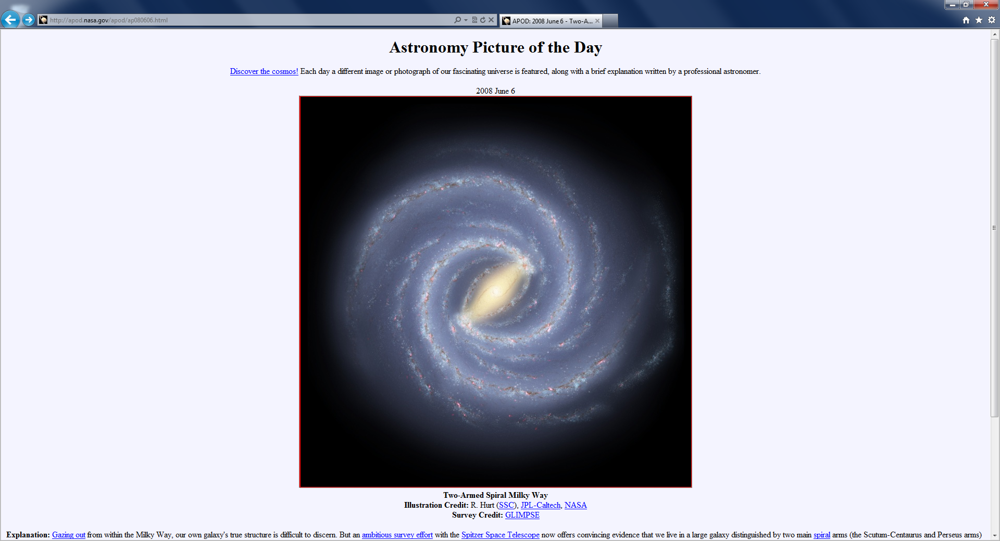 http://apod.nasa.gov/apod/ap080606.html
APOD: 2008 June 6 - Two-A...
Astronomy Picture of the Day
Discover the cosmos! Each day a different image or photograph of our fascinating universe is featured, along with a brief explanation written by a professional astronomer.
2008 June 6
Two-Armed Spiral Milky Way
Illustration Credit: R. Hurt (SSC), JPL-Caltech, NASA
Survey Credit: GLIMPSE
Explanation: Gazing out from within the Milky Way, our own galaxy's true structure is difficult to discern. But an ambitious survey effort with the Spitzer Space Telescope now offers convincing evidence that we live in a large galaxy distinguished by two main spiral arms (the Scutum-Centaurus and Perseus arms)